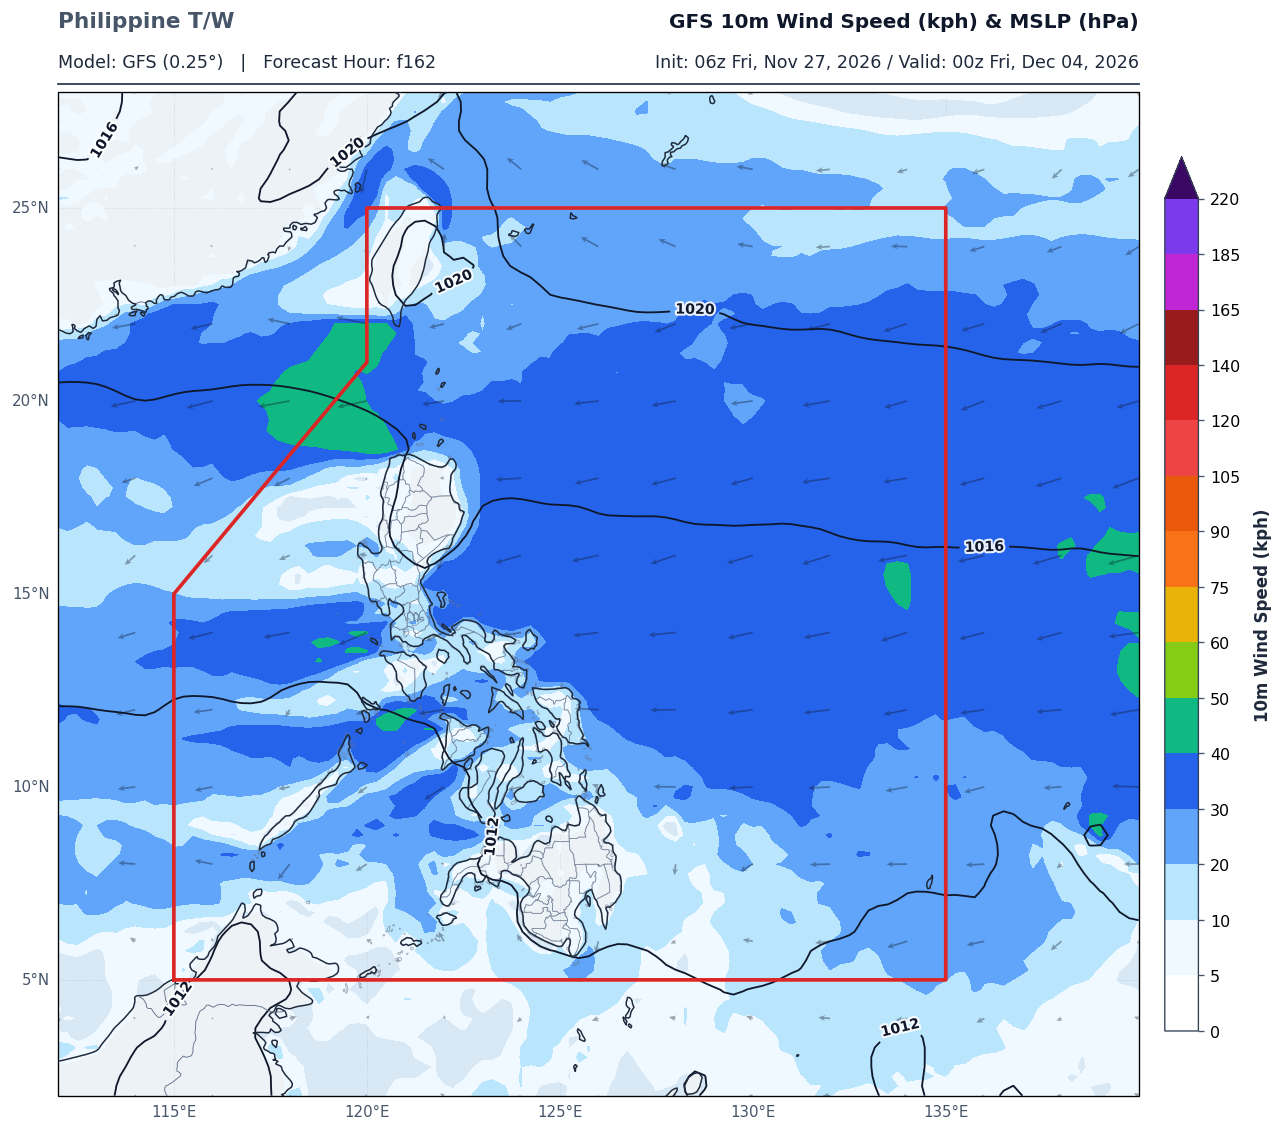 Philippine T/W
GFS 10m Wind Speed (kph) & MSLP (hPa)
Model: GFS (0.25°) | Forecast Hour: f162
Init: 06z Fri, Nov 27, 2026 / Valid: 00z Fri, Dec 04, 2026
1016
1020
1020
1020
1016
1012
1012
1012
25°N
20°N
15°N
10°N
5°N
115°E
120°E
125°E
130°E
135°E
220
185
165
140
120
105
90
75
60
50
40
30
20
10
5
0
10m Wind Speed (kph)